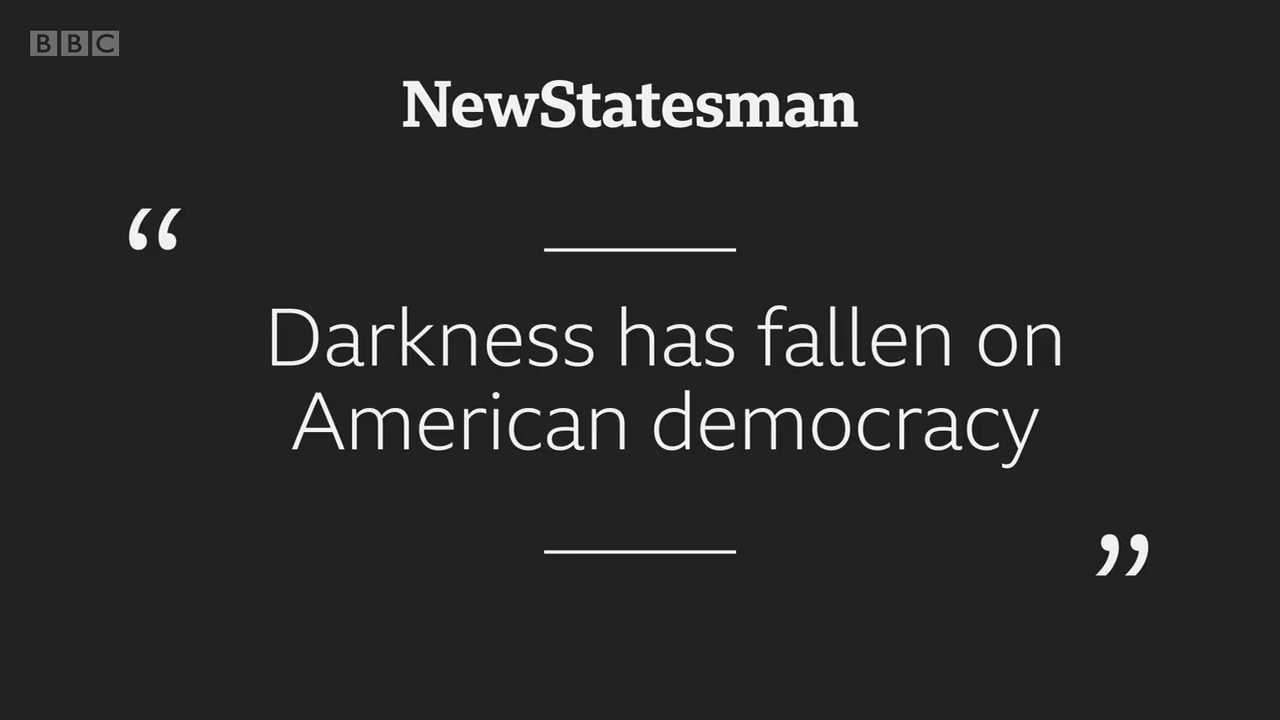 BBC
NewStatesman
“
Darkness has fallen on
American democracy
”